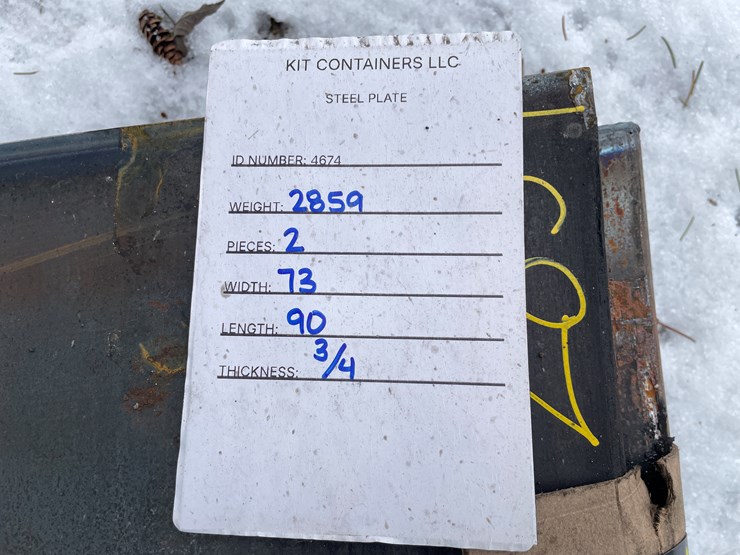 KIT CONTAINERS LLC
STEEL PLATE
ID NUMBER: 4674
WEIGHT: 2859
PIECES: 2
WIDTH: 73
LENGTH: 90
THICKNESS: 3/4